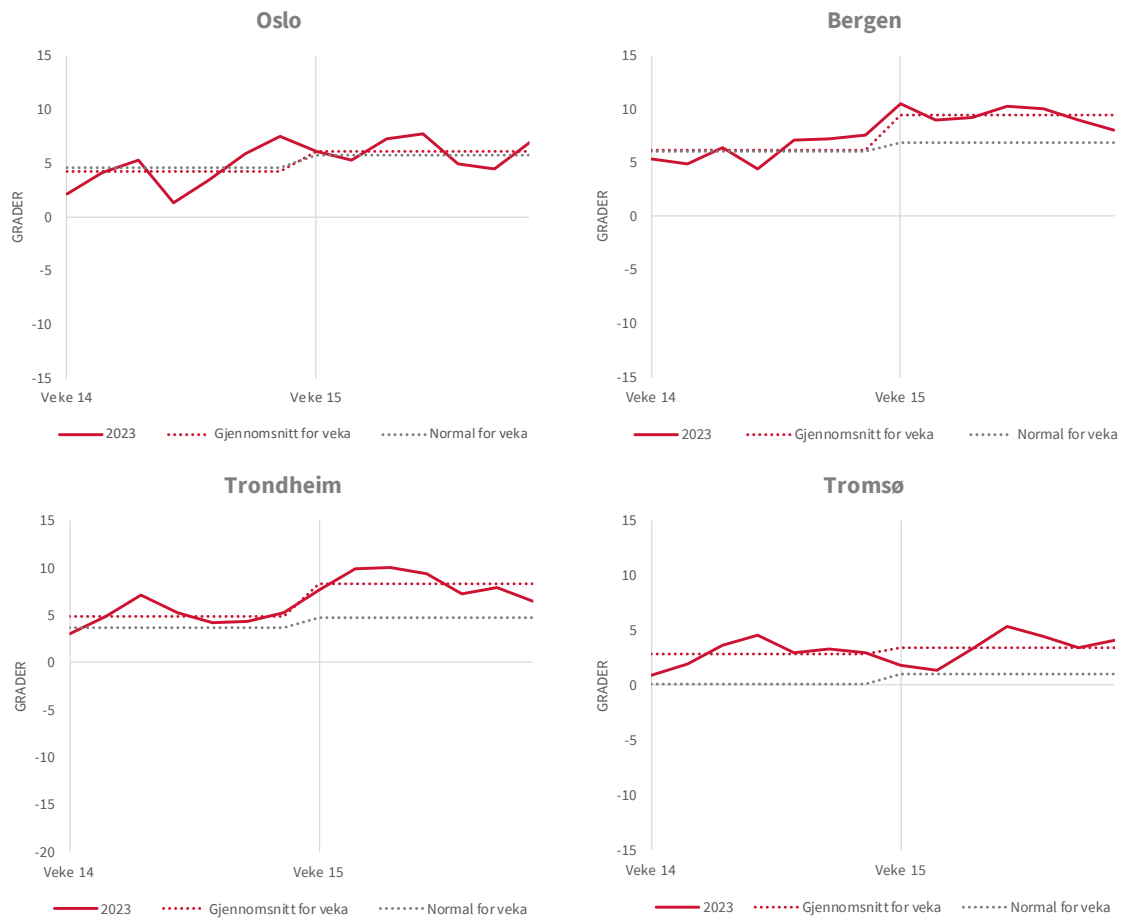 Oslo
15
10
5
0
-5
-10
-15
GRADER
Veke 14
Veke 15
2023
Gjennomsnitt for veka
Normal for veka
Bergen
15
10
5
0
-5
-10
-15
GRADER
Veke 14
Veke 15
2023
Gjennomsnitt for veka
Normal for veka
Trondheim
15
10
5
0
-5
-10
-15
-20
GRADER
Veke 14
Veke 15
2023
Gjennomsnitt for veka
Normal for veka
Tromsø
15
10
5
0
-5
-10
-15
GRADER
Veke 14
Veke 15
2023
Gjennomsnitt for veka
Normal for veka